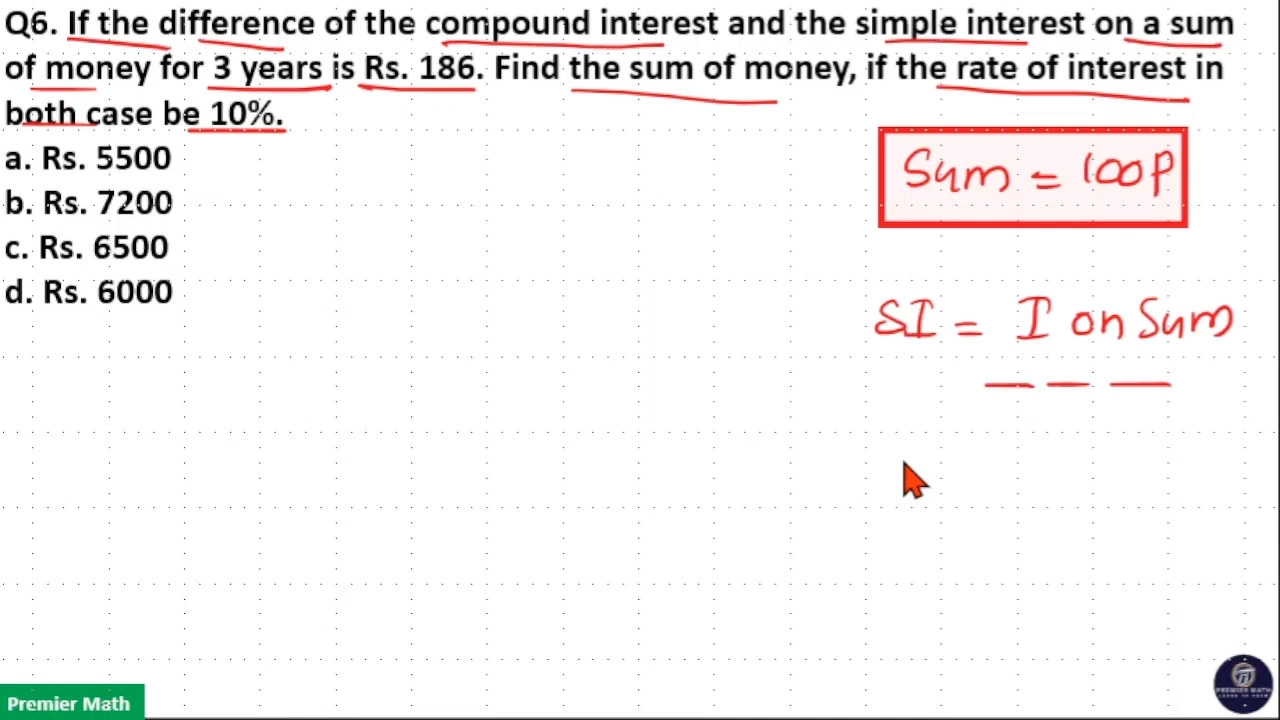 Q6. If the difference of the compound interest and the simple interest on a sum
of money for 3 years is Rs. 186. Find the sum of money, if the rate of interest in
both case be 10%.
a. Rs. 5500
b. Rs. 7200
c. Rs. 6500
d. Rs. 6000
Sum = 100P
SI = I on Sum
Premier Math
PREMIER MATH